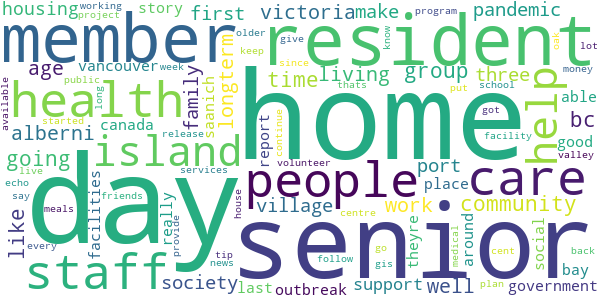 housing story first victoria make pandemic
project working older program
member resident
vancouver week age family longterm time living group three know keep give since put oak lot money able
available public long health saanich home help
alberni canada started release island report thats continue got school facility bc good valley
going people care
live services volunteer
day port place
echo say meals friends really house village work community
like facilities every provide centre theyre around social
staff senior
society tip news last outbreak follow support go gis well medical cent plan bay back government